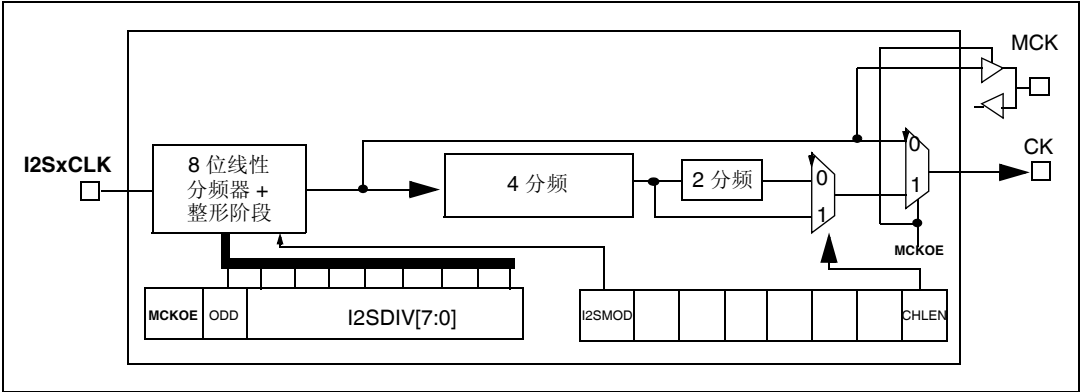 MCK
I2SxCLK
8 位线性
分频器 +
整形阶段
4 分频
2 分频
0
1
0
1
CK
MCKOE
MCKOE
ODD
I2SDIV[7:0]
I2SMOD
CHLEN